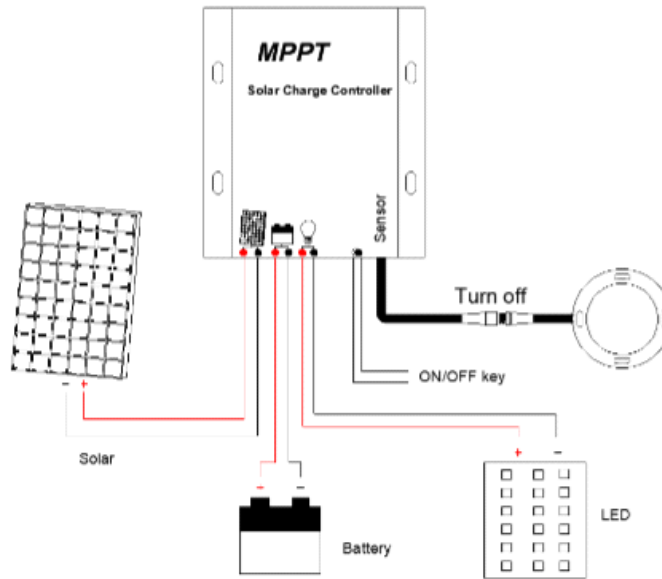 MPPT
Solar Charge Controller
Sensor
Turn off
ON/OFF key
- +
Solar
+ -
Battery
+ -
LED